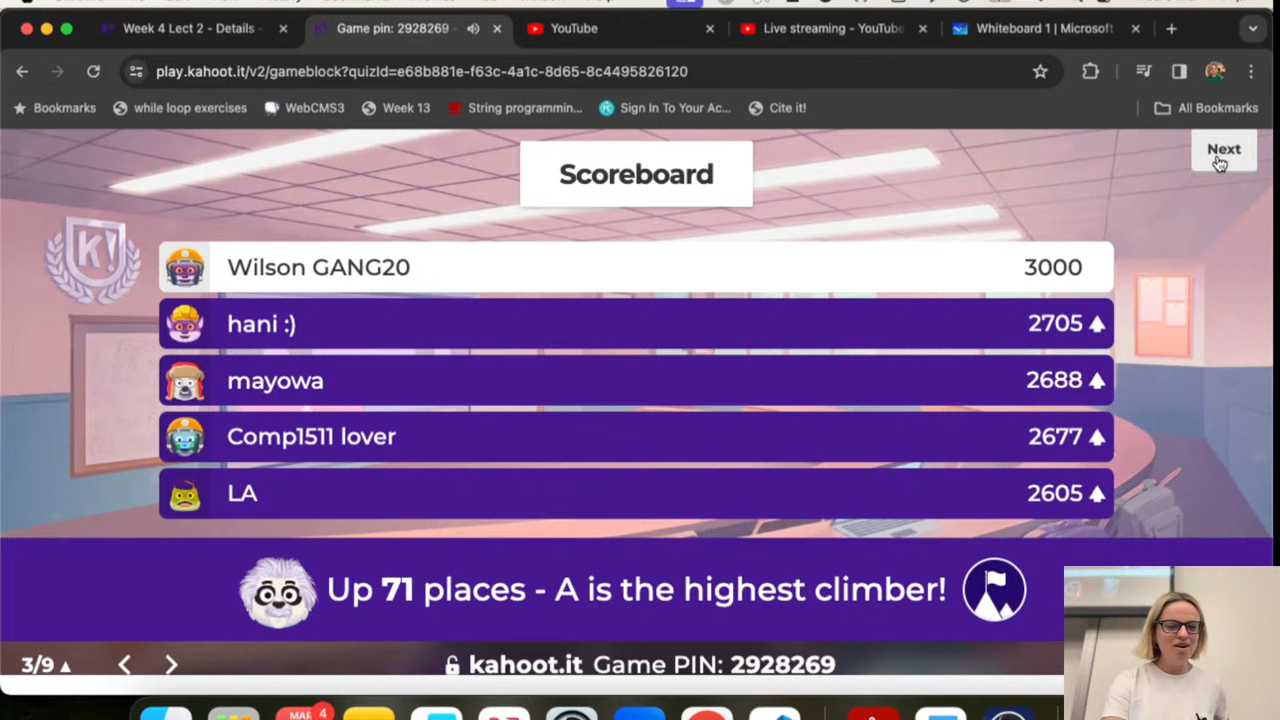 Week 4 Lect 2 - Details -
Game pin: 2928269 -
YouTube
Live streaming - YouTube
Whiteboard 1 | Microsoft
play.kahoot.it/v2/gameblock?quizId=e68b881e-f63c-4a1c-8d65-8c4495826120
Bookmarks
while loop exercises
WebCMS3
Week 13
String programmin...
Sign In To Your Ac...
Cite it!
All Bookmarks
Next
Scoreboard
K!
Wilson GANG20 3000
hani :) 2705
mayowa 2688
Comp1511 lover 2677
LA 2605
Up 71 places - A is the highest climber!
3/9
kahoot.it Game PIN: 2928269
MAR 4